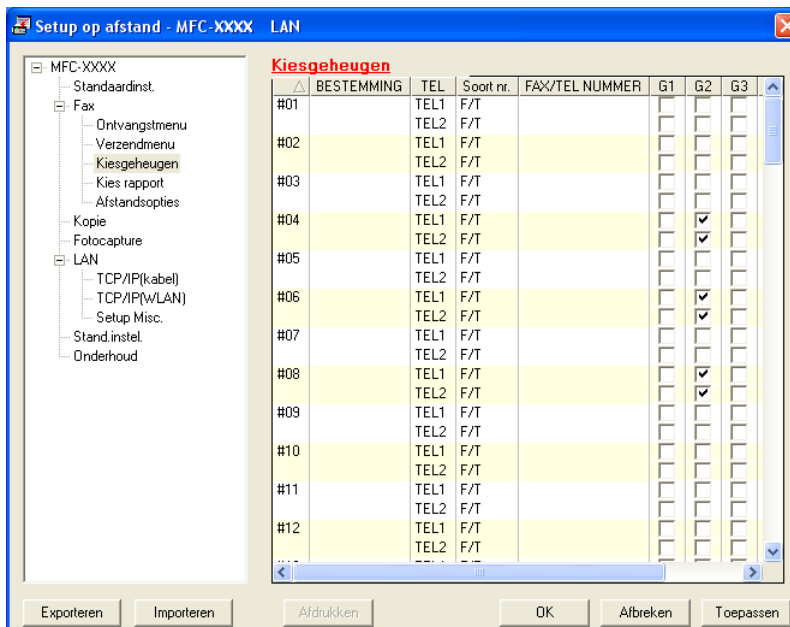 Setup op afstand - MFC-XXXX LAN
MFC-XXXX
Standaardinst.
Fax
Ontvangstmenu
Verzendmenu
Kiesgeheugen
Kies rapport
Afstandsopties
Kopie
Fotocapture
LAN
TCP/IP(kabel)
TCP/IP(WLAN)
Setup Misc.
Stand.instel.
Onderhoud
Kiesgeheugen
BESTEMMING TEL Soort nr. FAX/TEL NUMMER G1 G2 G3
#01 TEL1 F/T
TEL2 F/T
#02 TEL1 F/T
TEL2 F/T
#03 TEL1 F/T
TEL2 F/T
#04 TEL1 F/T
TEL2 F/T
#05 TEL1 F/T
TEL2 F/T
#06 TEL1 F/T
TEL2 F/T
#07 TEL1 F/T
TEL2 F/T
#08 TEL1 F/T
TEL2 F/T
#09 TEL1 F/T
TEL2 F/T
#10 TEL1 F/T
TEL2 F/T
#11 TEL1 F/T
TEL2 F/T
#12 TEL1 F/T
TEL2 F/T
Exporteren Importeren Afdrukken OK Afbreken Toepassen